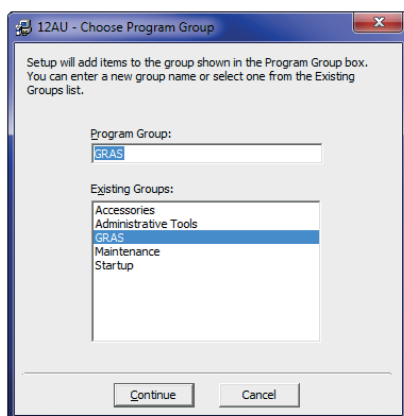 12AU - Choose Program Group
Setup will add items to the group shown in the Program Group box.
You can enter a new group name or select one from the Existing
Groups list.
Program Group:
GRAS
Existing Groups:
Accessories
Administrative Tools
GRAS
Maintenance
Startup
Continue
Cancel